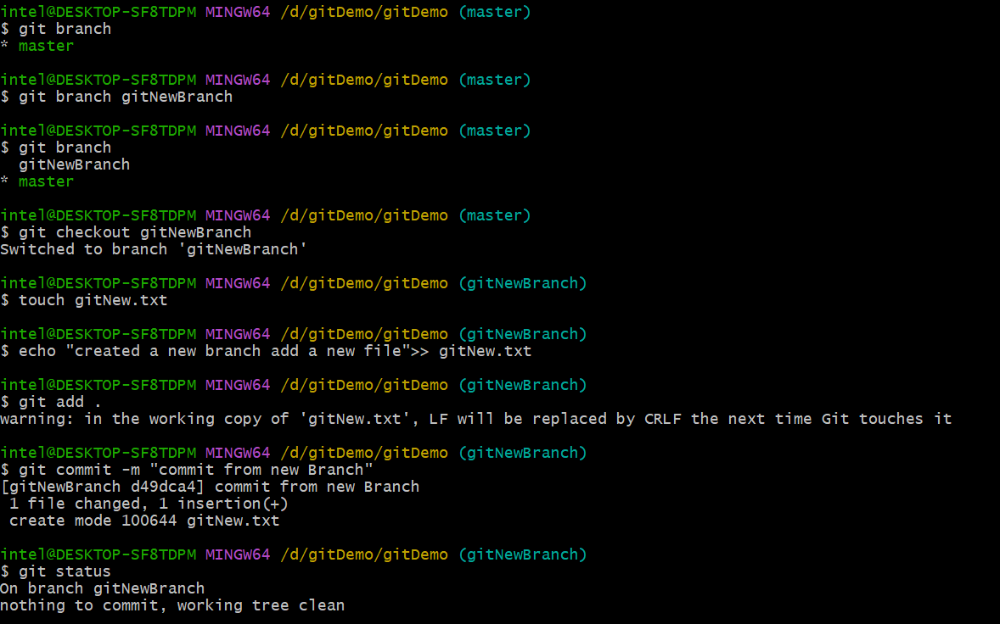 intel@DESKTOP-SF8TDPM MINGW64 /d/gitDemo/gitDemo (master)
$ git branch
* master
intel@DESKTOP-SF8TDPM MINGW64 /d/gitDemo/gitDemo (master)
$ git branch gitNewBranch
intel@DESKTOP-SF8TDPM MINGW64 /d/gitDemo/gitDemo (master)
$ git branch
  gitNewBranch
* master
intel@DESKTOP-SF8TDPM MINGW64 /d/gitDemo/gitDemo (master)
$ git checkout gitNewBranch
Switched to branch 'gitNewBranch'
intel@DESKTOP-SF8TDPM MINGW64 /d/gitDemo/gitDemo (gitNewBranch)
$ touch gitNew.txt
intel@DESKTOP-SF8TDPM MINGW64 /d/gitDemo/gitDemo (gitNewBranch)
$ echo "created a new branch add a new file">> gitNew.txt
intel@DESKTOP-SF8TDPM MINGW64 /d/gitDemo/gitDemo (gitNewBranch)
$ git add .
warning: in the working copy of 'gitNew.txt', LF will be replaced by CRLF the next time Git touches it
intel@DESKTOP-SF8TDPM MINGW64 /d/gitDemo/gitDemo (gitNewBranch)
$ git commit -m "commit from new Branch"
[gitNewBranch d49dca4] commit from new Branch
 1 file changed, 1 insertion(+)
 create mode 100644 gitNew.txt
intel@DESKTOP-SF8TDPM MINGW64 /d/gitDemo/gitDemo (gitNewBranch)
$ git status
On branch gitNewBranch
nothing to commit, working tree clean